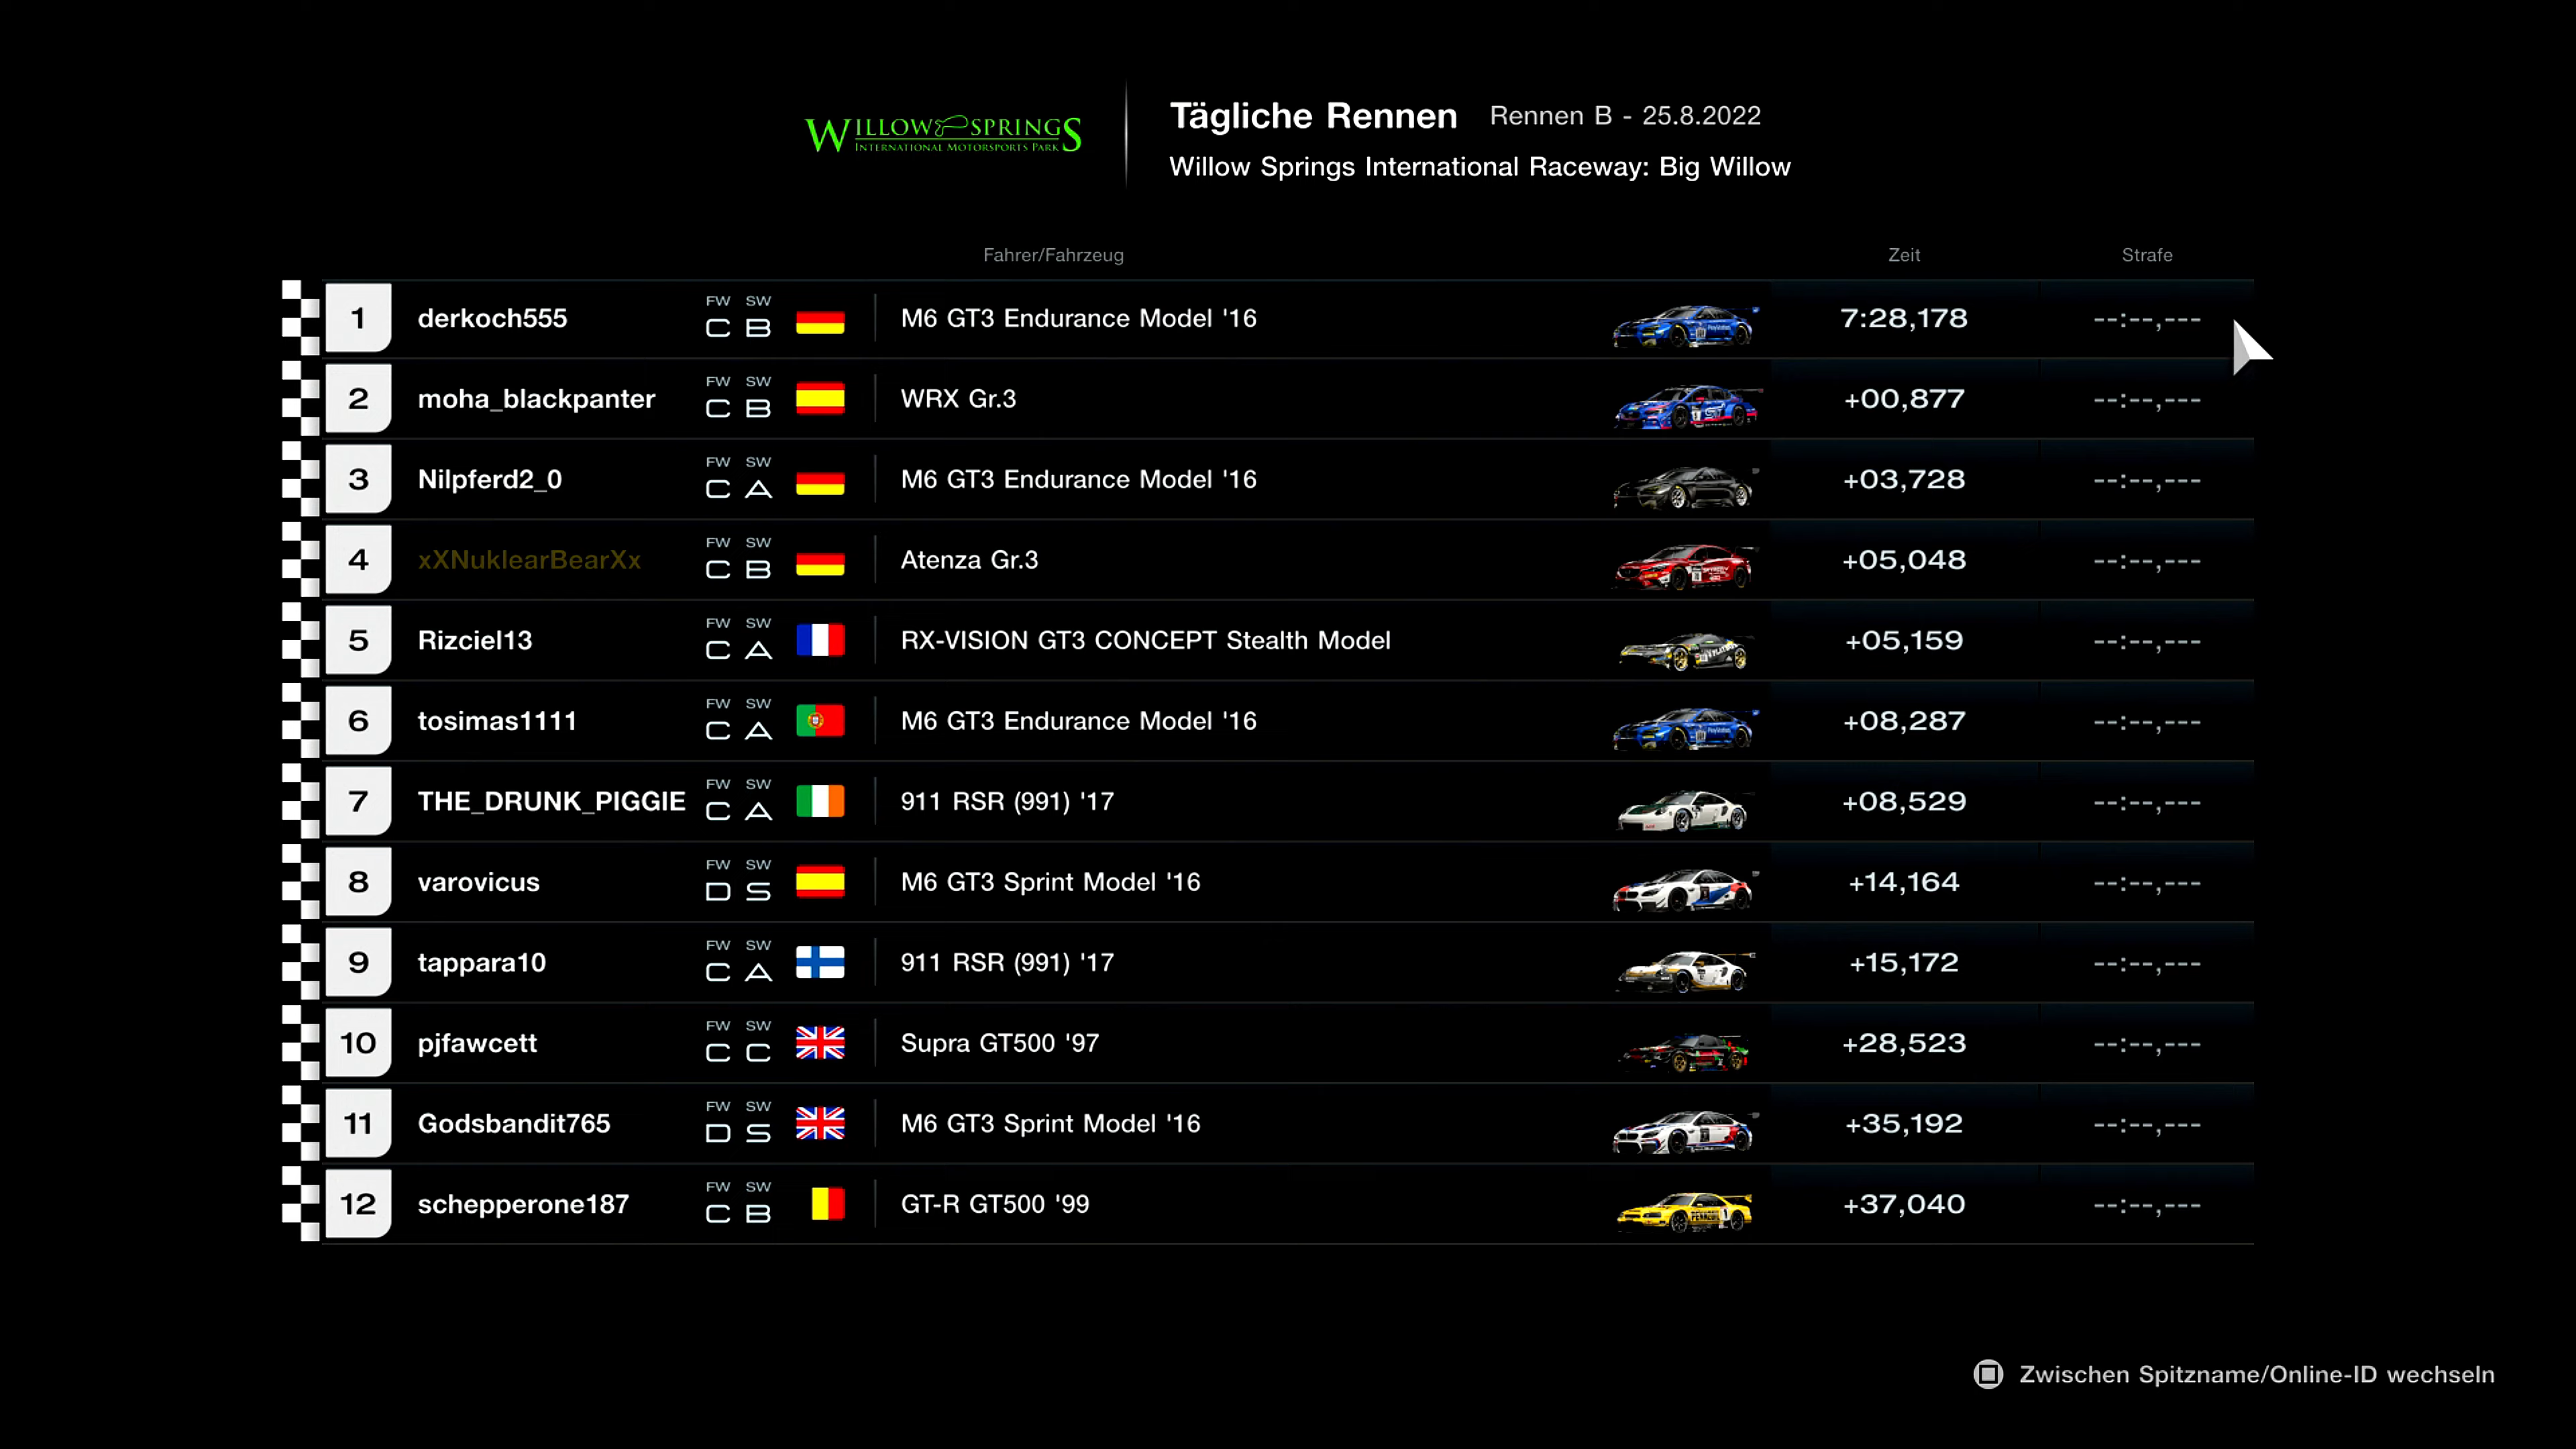 WILLOW SPRINGS
INTERNATIONAL MOTORSPORTS PARK
Tägliche Rennen Rennen B - 25.8.2022
Willow Springs International Raceway: Big Willow
Fahrer/Fahrzeug Zeit Strafe
1 derkoch555 FW C SW B M6 GT3 Endurance Model '16 7:28,178 --:--,---
2 moha_blackpanter FW C SW B WRX Gr.3 +00,877 --:--,---
3 Nilpferd2_0 FW C SW A M6 GT3 Endurance Model '16 +03,728 --:--,---
4 xXNuklearBearXx FW C SW B Atenza Gr.3 +05,048 --:--,---
5 Rizciel13 FW C SW A RX-VISION GT3 CONCEPT Stealth Model +05,159 --:--,---
6 tosimas1111 FW C SW A M6 GT3 Endurance Model '16 +08,287 --:--,---
7 THE_DRUNK_PIGGIE FW C SW A 911 RSR (991) '17 +08,529 --:--,---
8 varovicus FW D SW S M6 GT3 Sprint Model '16 +14,164 --:--,---
9 tappara10 FW C SW A 911 RSR (991) '17 +15,172 --:--,---
10 pjfawcett FW C SW C Supra GT500 '97 +28,523 --:--,---
11 Godsbandit765 FW D SW S M6 GT3 Sprint Model '16 +35,192 --:--,---
12 schepperone187 FW C SW B GT-R GT500 '99 +37,040 --:--,---
Zwischen Spitzname/Online-ID wechseln